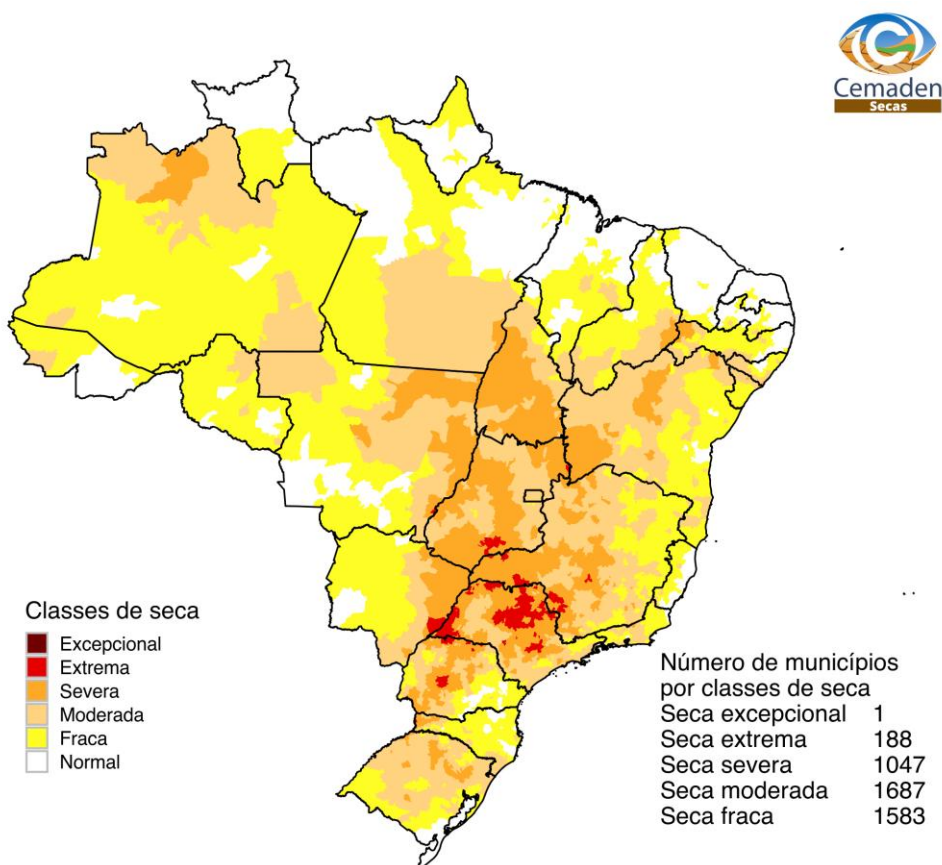 Cemaden
Secas
Classes de seca
Excepcional
Extrema
Severa
Moderada
Fraca
Normal
Número de municípios
por classes de seca
Seca excepcional 1
Seca extrema 188
Seca severa 1047
Seca moderada 1687
Seca fraca 1583